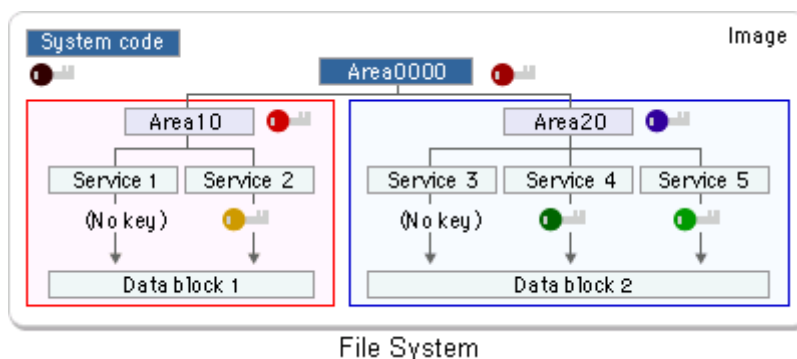 System code
Image
Area0000
Area10
Area20
Service 1
Service 2
Service 3
Service 4
Service 5
(No key)
(No key)
Data block 1
Data block 2
File System